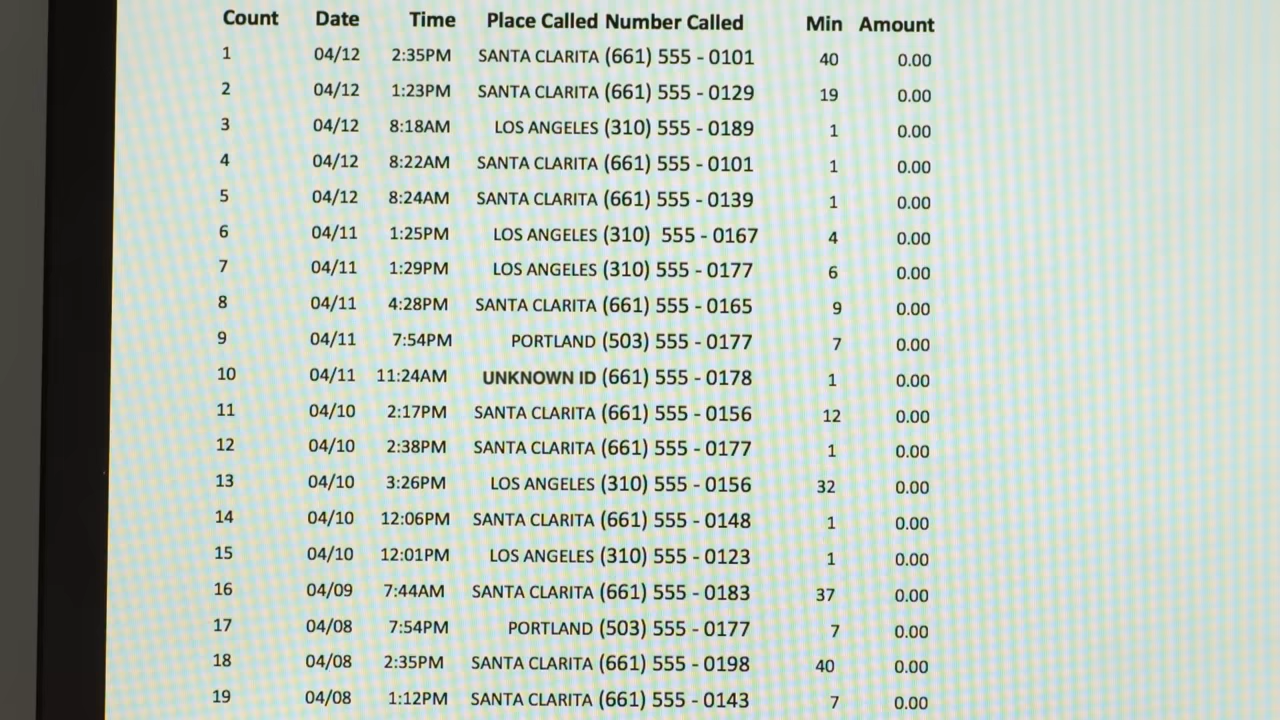 Count Date Time Place Called Number Called Min Amount
1 04/12 2:35PM SANTA CLARITA (661) 555 - 0101 40 0.00
2 04/12 1:23PM SANTA CLARITA (661) 555 - 0129 19 0.00
3 04/12 8:18AM LOS ANGELES (310) 555 - 0189 1 0.00
4 04/12 8:22AM SANTA CLARITA (661) 555 - 0101 1 0.00
5 04/12 8:24AM SANTA CLARITA (661) 555 - 0139 1 0.00
6 04/11 1:25PM LOS ANGELES (310) 555 - 0167 4 0.00
7 04/11 1:29PM LOS ANGELES (310) 555 - 0177 6 0.00
8 04/11 4:28PM SANTA CLARITA (661) 555 - 0165 9 0.00
9 04/11 7:54PM PORTLAND (503) 555 - 0177 7 0.00
10 04/11 11:24AM UNKNOWN ID (661) 555 - 0178 1 0.00
11 04/10 2:17PM SANTA CLARITA (661) 555 - 0156 12 0.00
12 04/10 2:38PM SANTA CLARITA (661) 555 - 0177 1 0.00
13 04/10 3:26PM LOS ANGELES (310) 555 - 0156 32 0.00
14 04/10 12:06PM SANTA CLARITA (661) 555 - 0148 1 0.00
15 04/10 12:01PM LOS ANGELES (310) 555 - 0123 1 0.00
16 04/09 7:44AM SANTA CLARITA (661) 555 - 0183 37 0.00
17 04/08 7:54PM PORTLAND (503) 555 - 0177 7 0.00
18 04/08 2:35PM SANTA CLARITA (661) 555 - 0198 40 0.00
19 04/08 1:12PM SANTA CLARITA (661) 555 - 0143 7 0.00